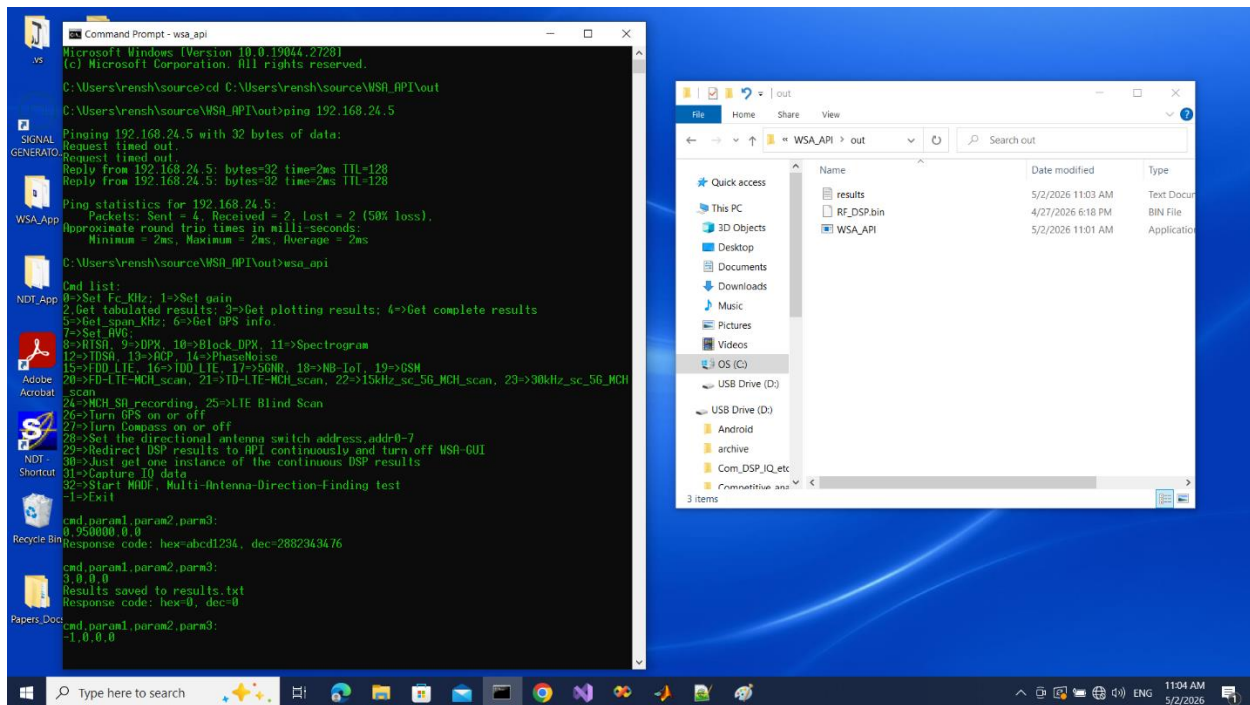 .vs
SIGNAL
GENERATO...
WSA_App
NDT_App
Adobe
Acrobat
NDT -
Shortcut
Recycle Bin
Papers_Docs
Command Prompt - wsa_api
Microsoft Windows [Version 10.0.19044.2728]
(c) Microsoft Corporation. All rights reserved.
C:\Users\rensh\source>cd C:\Users\rensh\source\WSA_API\out
C:\Users\rensh\source\WSA_API\out>ping 192.168.24.5
Pinging 192.168.24.5 with 32 bytes of data:
Request timed out.
Request timed out.
Reply from 192.168.24.5: bytes=32 time=2ms TTL=128
Reply from 192.168.24.5: bytes=32 time=2ms TTL=128
Ping statistics for 192.168.24.5:
Packets: Sent = 4, Received = 2, Lost = 2 (50% loss),
Approximate round trip times in milli-seconds:
Minimum = 2ms, Maximum = 2ms, Average = 2ms
C:\Users\rensh\source\WSA_API\out>wsa_api
Cmd list:
0=>Set Fc_KHz; 1=>Set gain
2,Get tabulated results; 3=>Get plotting results; 4=>Get complete results
5=>Get_span_KHz; 6=>Get GPS info.
7=>Set_AVG;
8=>RTSA, 9=>DPX, 10=>Block_DPX, 11=>Spectrogram
12=>TDSA, 13=>ACP, 14=>PhaseNoise
15=>FDD_LTE, 16=>TDD_LTE, 17=>5GNR, 18=>NB-IoT, 19=>GSM
20=>FD-LTE-MCH_scan, 21=>TD-LTE-MCH_scan, 22=>15kHz_sc_5G_MCH_scan, 23=>30kHz_sc_5G_MCH
_scan
24=>MCH_SA_recording, 25=>LTE Blind Scan
26=>Turn GPS on or off
27=>Turn Compass on or off
28=>Set the directional antenna switch address,addr0-7
29=>Redirect DSP results to API continuously and turn off WSA-GUI
30=>Just get one instance of the continuous DSP results
31=>Capture IQ data
32=>Start MADF, Multi-Antenna-Direction-Finding test
-1=>Exit
cmd,param1,param2,parm3:
0,950000,0,0
Response code: hex=abcd1234, dec=2882343476
cmd,param1,param2,parm3:
3,0,0,0
Results saved to results.txt
Response code: hex=0, dec=0
cmd,param1,param2,parm3:
-1,0,0,0
out
File Home Share View
« WSA_API > out
Search out
Quick access
This PC
3D Objects
Desktop
Documents
Downloads
Music
Pictures
Videos
OS (C:)
USB Drive (D:)
USB Drive (D:)
Android
archive
Com_DSP_IQ_etc
Competitive_ana
Name Date modified Type
results 5/2/2026 11:03 AM Text Docur
RF_DSP.bin 4/27/2026 6:18 PM BIN File
WSA_API 5/2/2026 11:01 AM Application
3 items
Type here to search
ENG
11:04 AM
5/2/2026